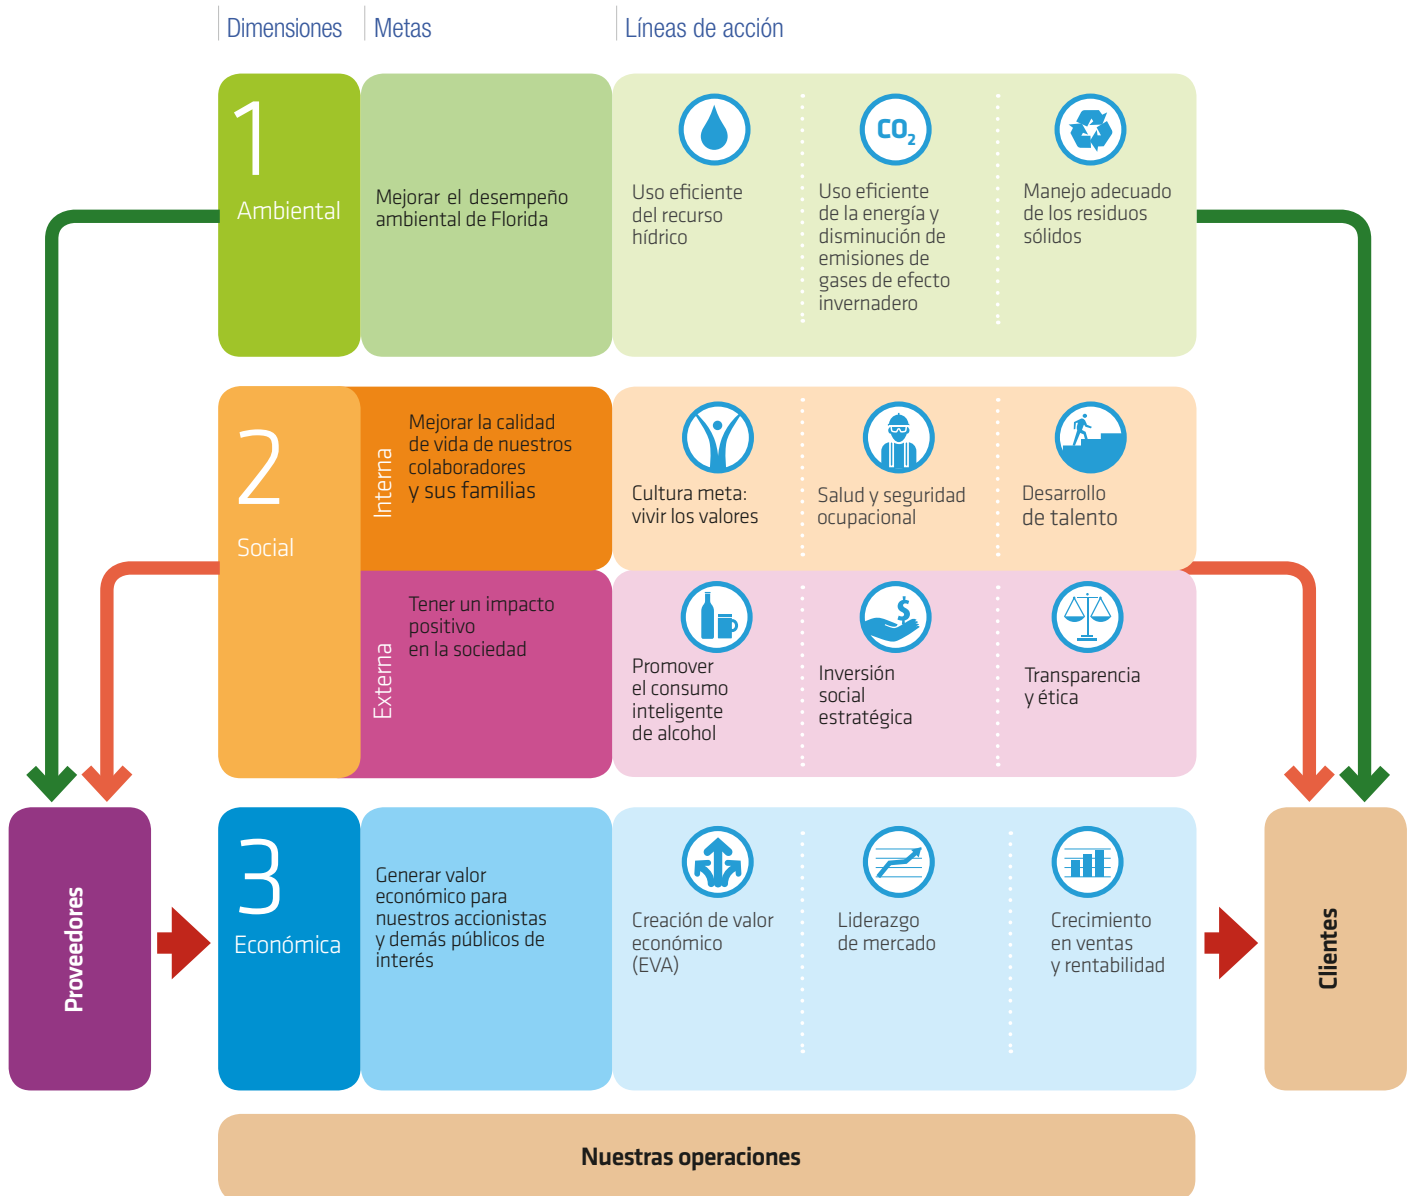 Dimensiones
Metas
Líneas de acción
1
Ambiental
Mejorar el desempeño
ambiental de Florida
Uso eficiente
del recurso
hídrico
CO2
Uso eficiente
de la energía y
disminución de
emisiones de
gases de efecto
invernadero
Manejo adecuado
de los residuos
sólidos
2
Social
Interna
Mejorar la calidad
de vida de nuestros
colaboradores
y sus familias
Cultura meta:
vivir los valores
Salud y seguridad
ocupacional
Desarrollo
de talento
Externa
Tener un impacto
positivo
en la sociedad
Promover
el consumo
inteligente
de alcohol
$
Inversión
social
estratégica
Transparencia
y ética
Proveedores
3
Económica
Generar valor
económico para
nuestros accionistas
y demás públicos de
interés
Creación de valor
económico
(EVA)
Liderazgo
de mercado
Crecimiento
en ventas
y rentabilidad
Clientes
Nuestras operaciones